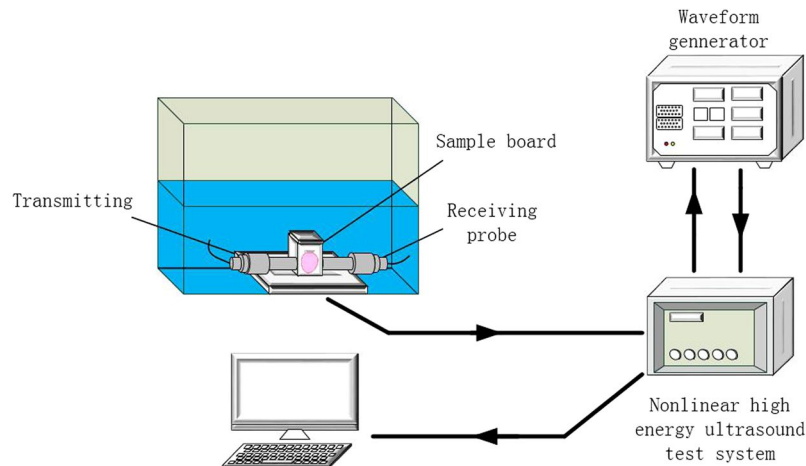 Waveform
gennerator
Sample board
Transmitting
Receiving
probe
Nonlinear high
energy ultrasound
test system